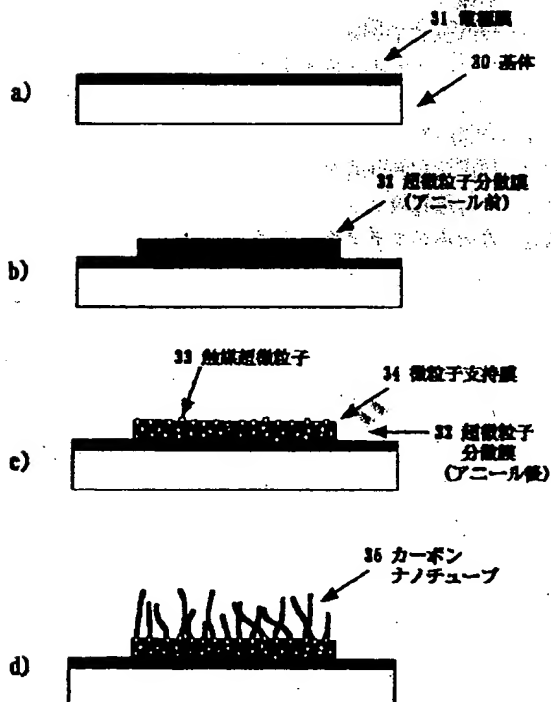 31 電極膜
30 基体
a)
32 超微粒子分散膜
(アニール前)
b)
33 触媒超微粒子
34 微粒子支持膜
32 超微粒子
分散膜
(アニール後)
c)
35 カーボン
ナノチューブ
d)